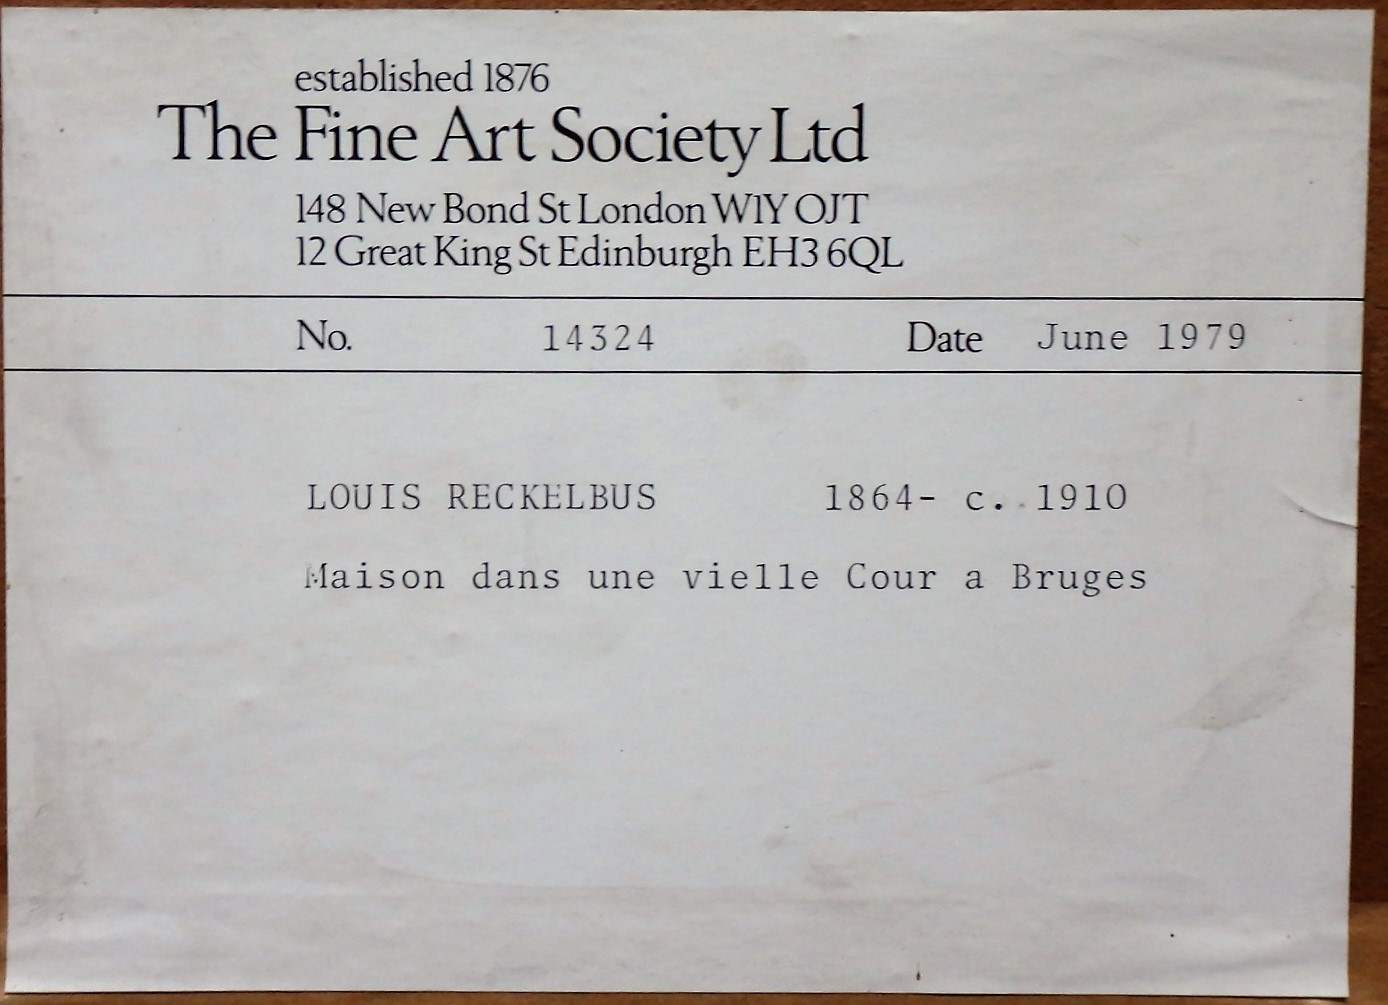 established 1876
The Fine Art Society Ltd
148 New Bond St London W1Y OJT
12 Great King St Edinburgh EH3 6QL
No. 14324 Date June 1979
LOUIS RECKELBUS 1864- c. 1910
Maison dans une vielle Cour a Bruges